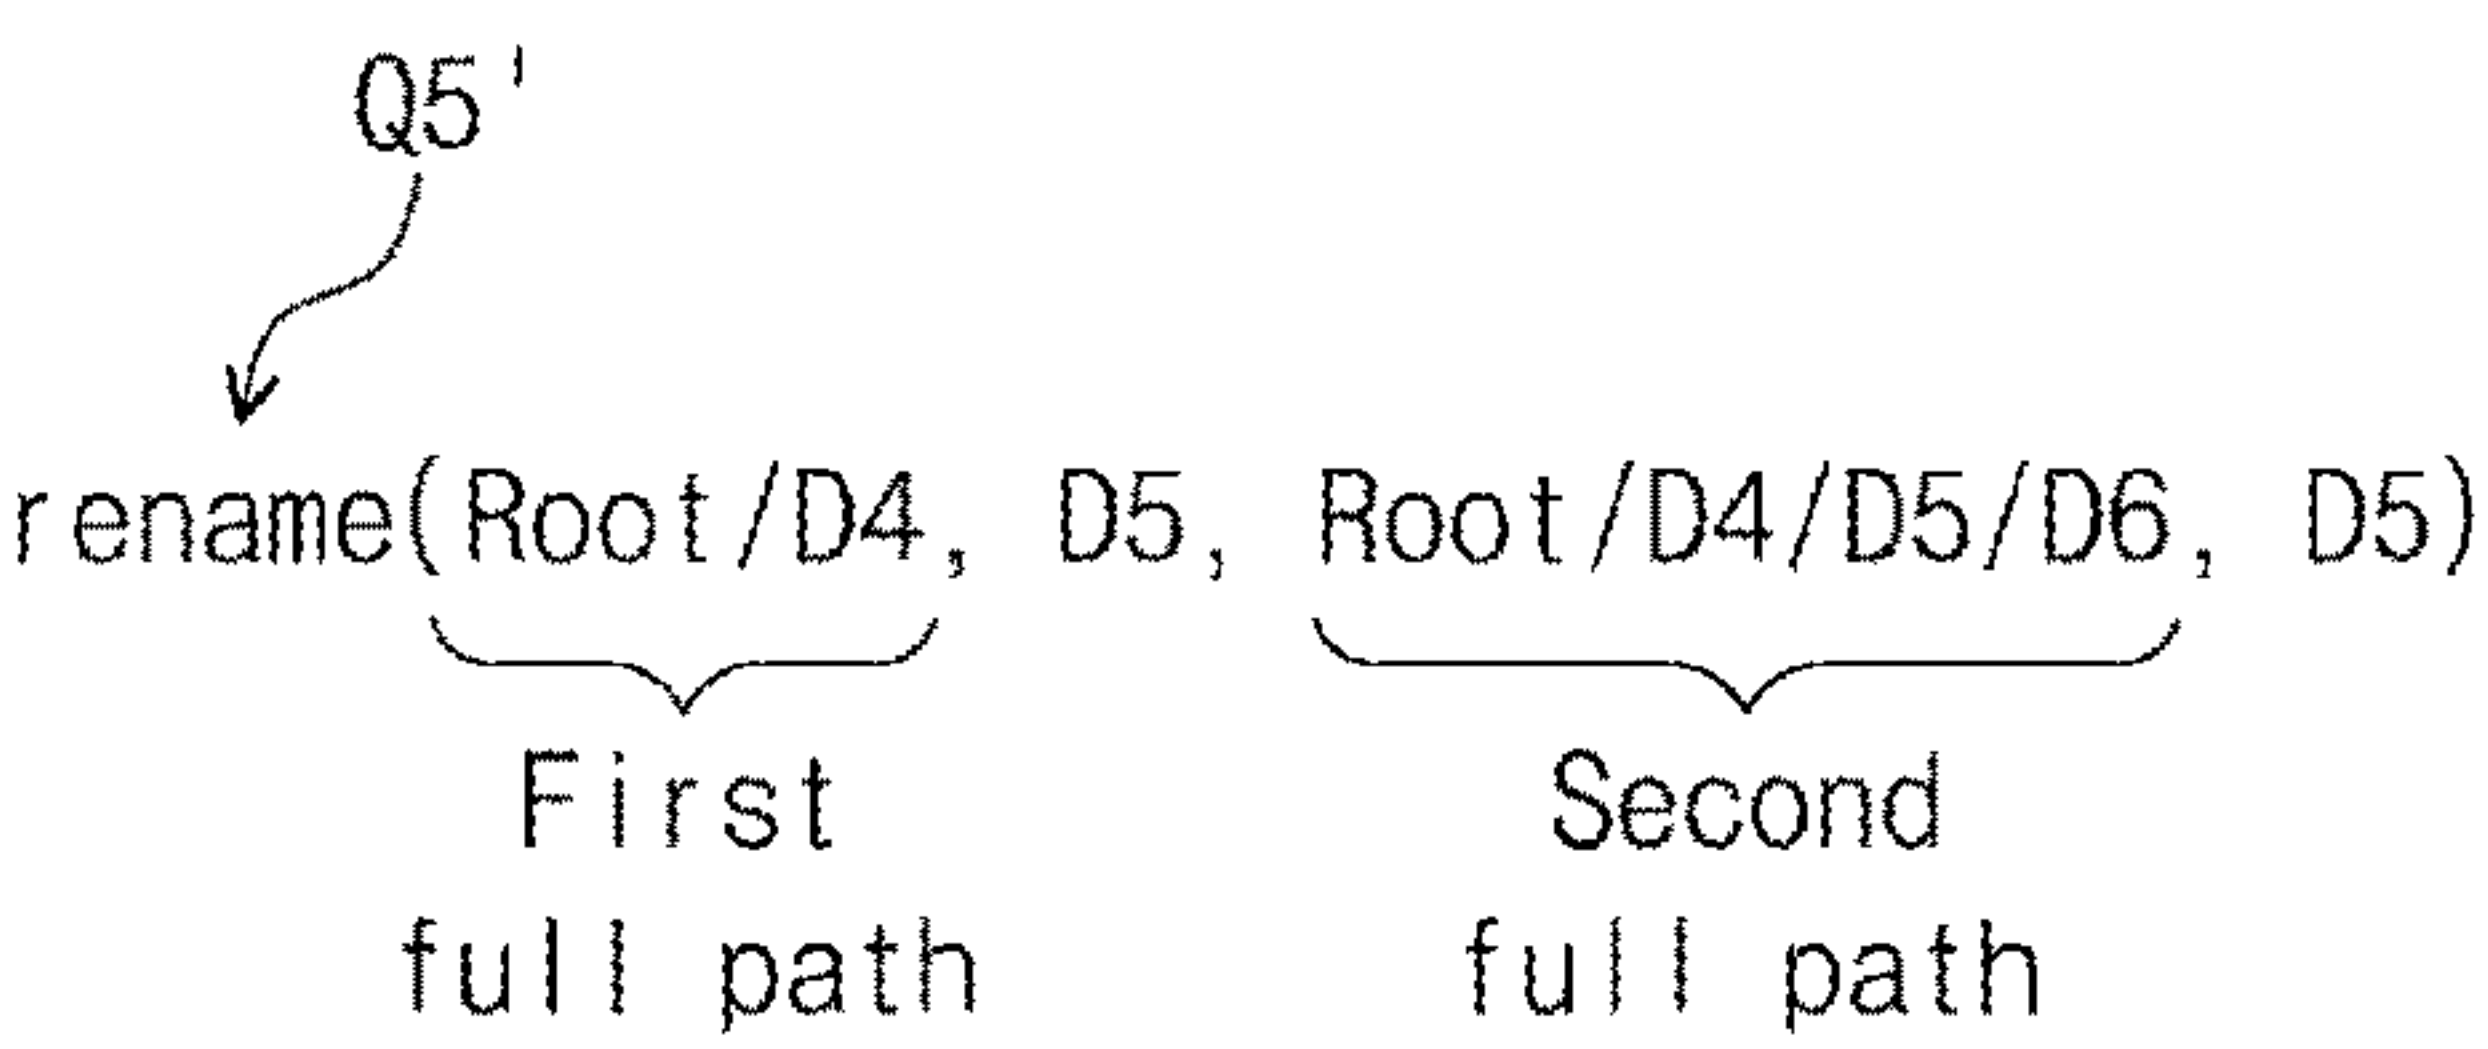 Q5'
rename(Root/D4, D5, Root/D4/D5/D6, D5)
First
full path
Second
full path